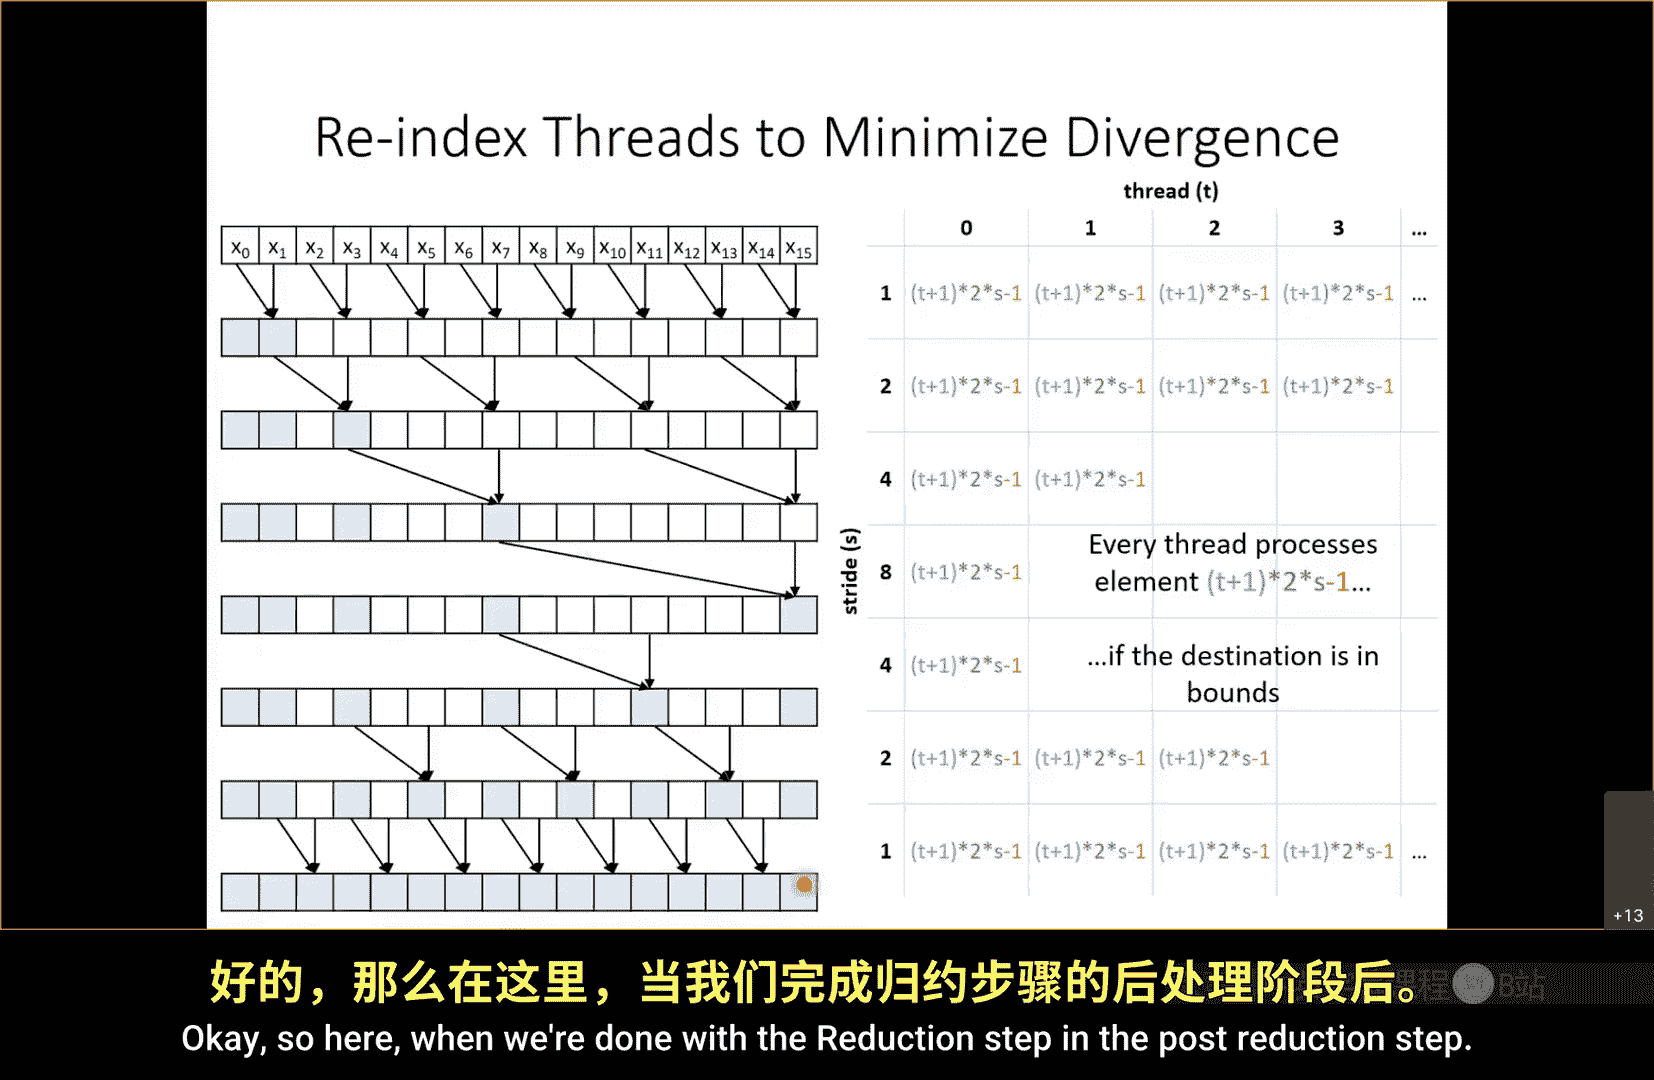 Re-index Threads to Minimize Divergence
x0 x1 x2 x3 x4 x5 x6 x7 x8 x9 x10 x11 x12 x13 x14 x15
thread (t)
0 1 2 3 ...
stride (s)
1 (t+1)*2*s-1 (t+1)*2*s-1 (t+1)*2*s-1 (t+1)*2*s-1 ...
2 (t+1)*2*s-1 (t+1)*2*s-1 (t+1)*2*s-1 (t+1)*2*s-1
4 (t+1)*2*s-1 (t+1)*2*s-1
8 (t+1)*2*s-1
Every thread processes
element (t+1)*2*s-1...
4 (t+1)*2*s-1
...if the destination is in
bounds
2 (t+1)*2*s-1 (t+1)*2*s-1 (t+1)*2*s-1
1 (t+1)*2*s-1 (t+1)*2*s-1 (t+1)*2*s-1 (t+1)*2*s-1 ...
+13
好的，那么在这里，当我们完成归约步骤的后处理阶段后。
程 B站
Okay, so here, when we're done with the Reduction step in the post reduction step.